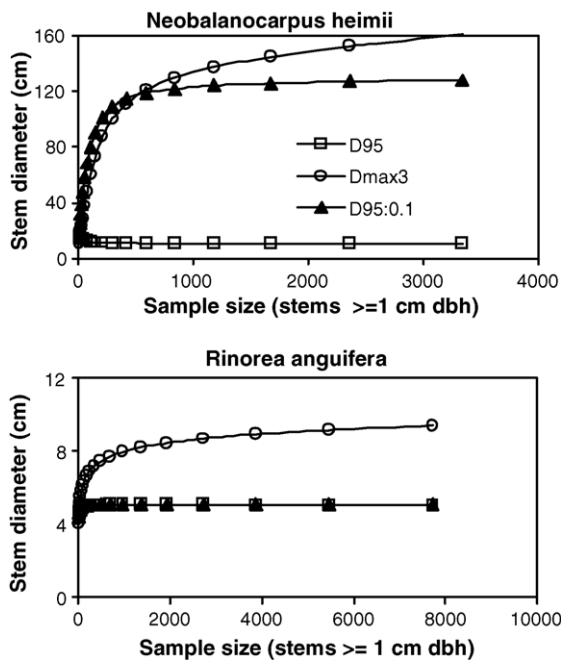 Neobalanocarpus heimii
160
120
80
40
0
Stem diameter (cm)
D95
Dmax3
D95:0.1
0 1000 2000 3000 4000
Sample size (stems >=1 cm dbh)
Rinorea anguifera
12
8
4
0
Stem diameter (cm)
0 2000 4000 6000 8000 10000
Sample size (stems >= 1 cm dbh)